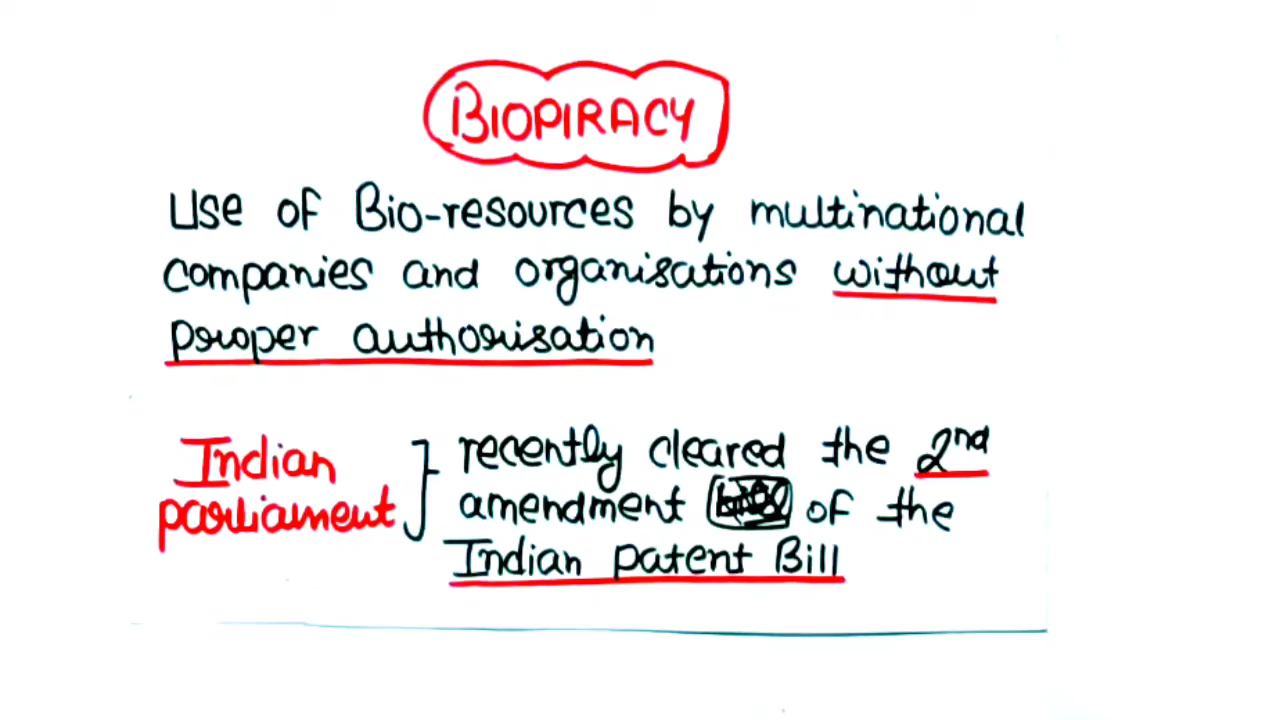 BIOPIRACY
Use of Bio-resources by multinational
companies and organisations without
proper authorisation
Indian
parliament
recently cleared the 2nd
amendment of the
Indian patent Bill